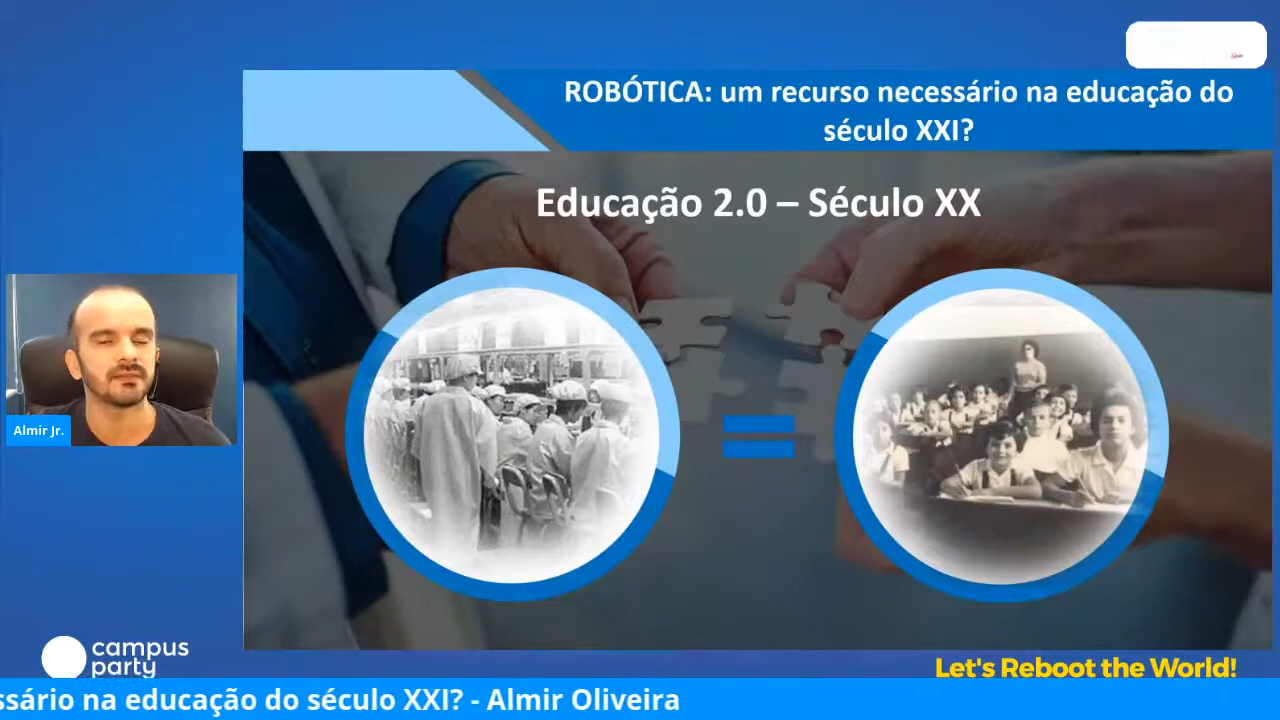 ROBÓTICA: um recurso necessário na educação do
século XXI?
Educação 2.0 – Século XX
Almir Jr.
campus
party
Let's Reboot the World!
ssário na educação do século XXI? - Almir Oliveira